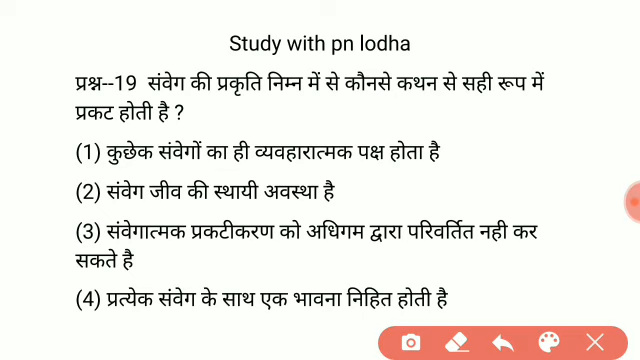 Study with pn lodha
प्रश्न--19 संवेग की प्रकृति निम्न में से कौनसे कथन से सही रूप में
प्रकट होती है ?
(1) कुछेक संवेगों का ही व्यवहारात्मक पक्ष होता है
(2) संवेग जीव की स्थायी अवस्था है
(3) संवेगात्मक प्रकटीकरण को अधिगम द्वारा परिवर्तित नही कर
सकते है
(4) प्रत्येक संवेग के साथ एक भावना निहित होती है